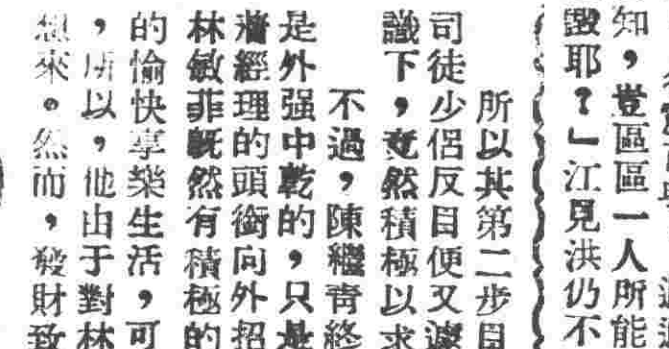 知，豈區區一人所能
耶？」江見洪仍不
所以其第二步目
司徒少侶反目便又
識下，竟然積極以求
不過，陳繼青終
是外强中乾的，只是
經理的頭銜向外招
林敏菲既然有積極的
的愉快享樂生活，可
，所以，他由于對林
想來。然而，發財致